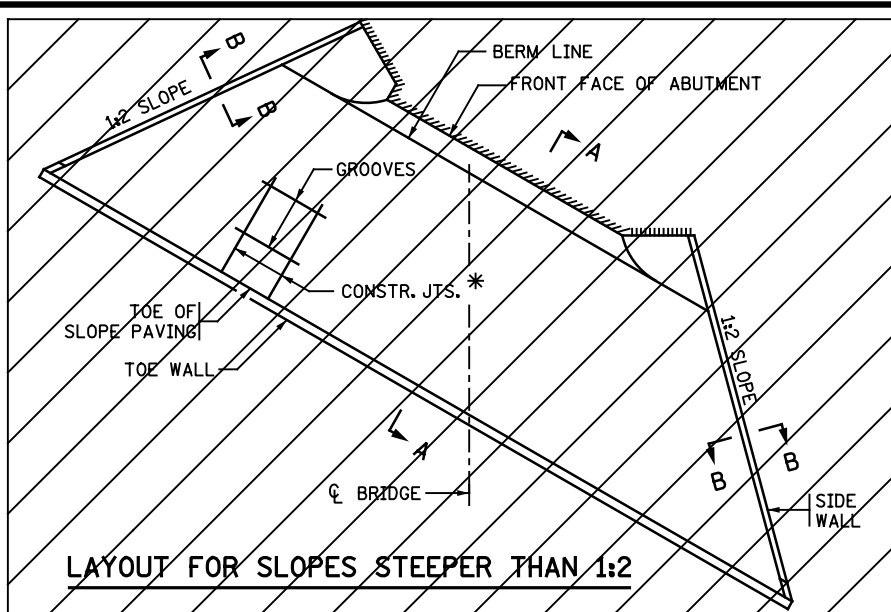 B
BERM LINE
1:2 SLOPE
FRONT FACE OF ABUTMENT
B
A
GROOVES
CONSTR. JTS. *
TOE OF
SLOPE PAVING
TOE WALL
1:2 SLOPE
A
B
B
℄ BRIDGE
SIDE
WALL
LAYOUT FOR SLOPES STEEPER THAN 1:2